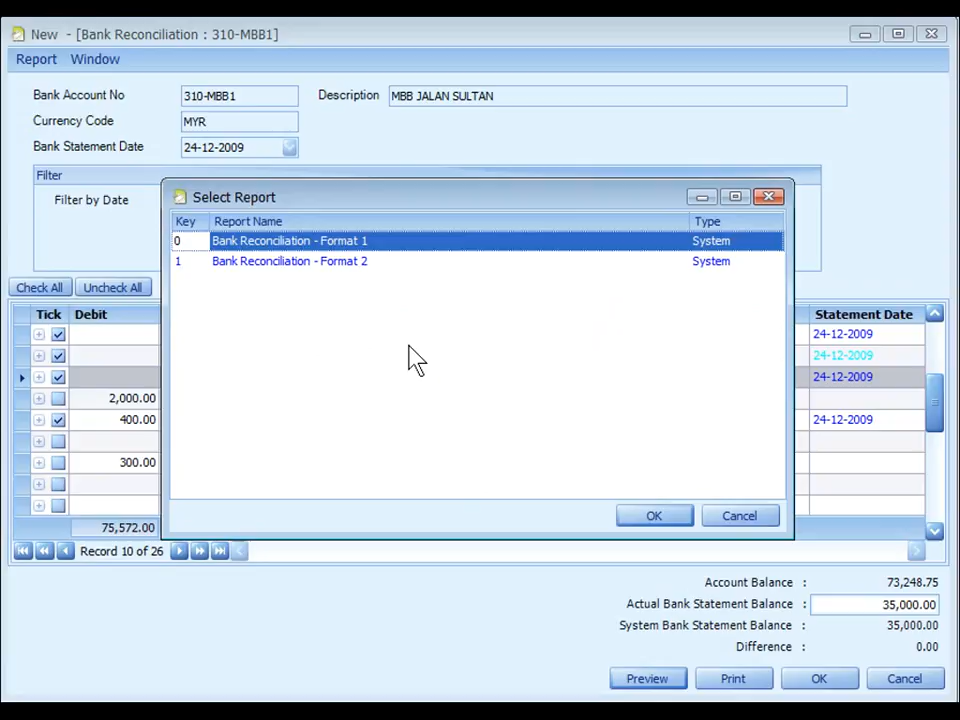 New - [Bank Reconciliation : 310-MBB1]
Report Window
Bank Account No 310-MBB1 Description MBB JALAN SULTAN
Currency Code MYR
Bank Statement Date 24-12-2009
Filter
Filter by Date
Select Report
Key Report Name Type
0 Bank Reconciliation - Format 1 System
1 Bank Reconciliation - Format 2 System
OK Cancel
Check All Uncheck All
Tick Debit Statement Date
24-12-2009
24-12-2009
24-12-2009
2,000.00
400.00 24-12-2009
300.00
75,572.00
Record 10 of 26
Account Balance : 73,248.75
Actual Bank Statement Balance : 35,000.00
System Bank Statement Balance : 35,000.00
Difference : 0.00
Preview Print OK Cancel